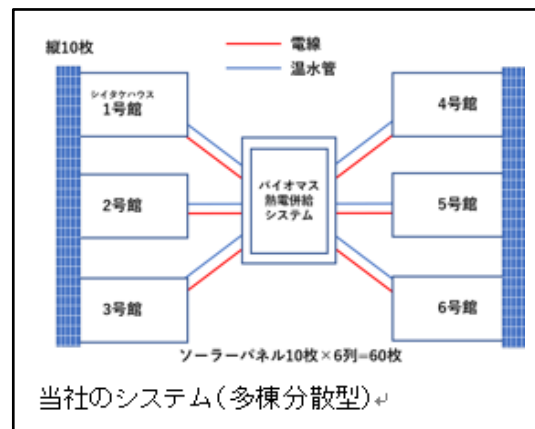 縦10枚
電線
温水管
シイタケハウス
1号館
2号館
3号館
バイオマス
熱電併給
システム
4号館
5号館
6号館
ソーラーパネル10枚×6列=60枚
当社のシステム(多棟分散型)↵